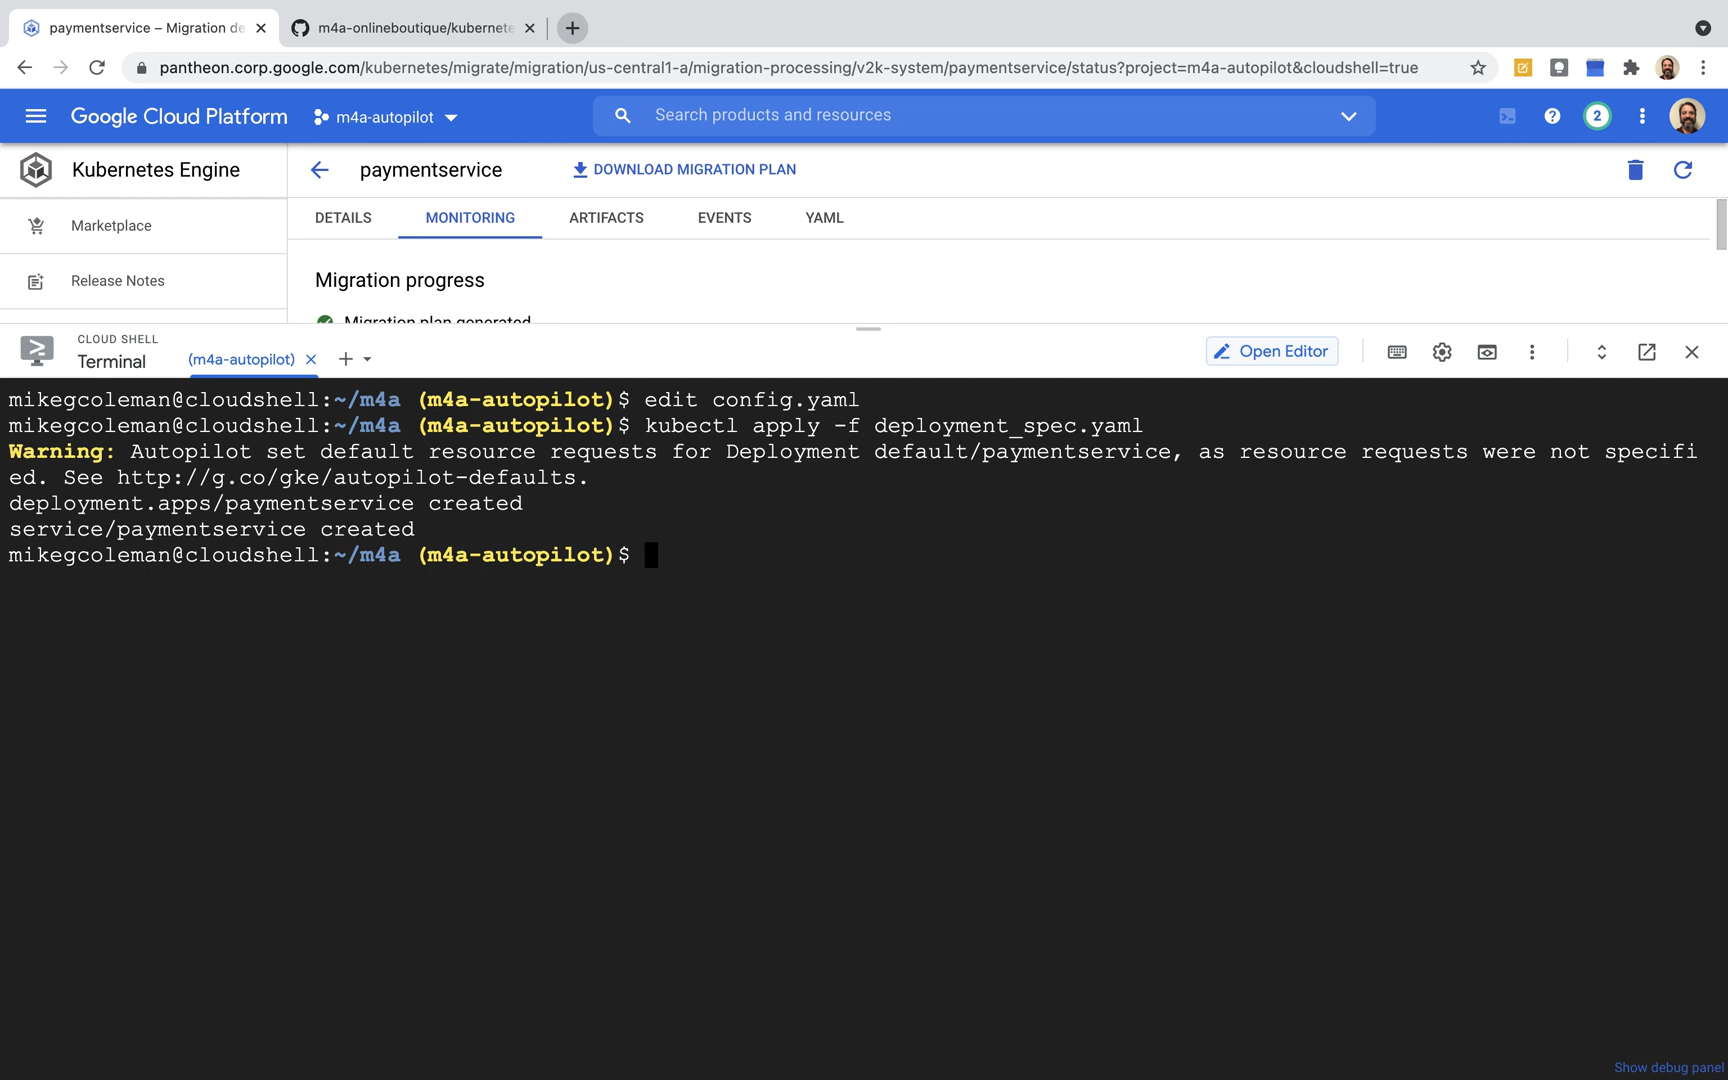 paymentservice – Migration de
m4a-onlineboutique/kubernete
pantheon.corp.google.com/kubernetes/migrate/migration/us-central1-a/migration-processing/v2k-system/paymentservice/status?project=m4a-autopilot&cloudshell=true
Google Cloud Platform
m4a-autopilot
Search products and resources
2
Kubernetes Engine
paymentservice
DOWNLOAD MIGRATION PLAN
Marketplace
Release Notes
DETAILS
MONITORING
ARTIFACTS
EVENTS
YAML
Migration progress
Migration plan generated
CLOUD SHELL
Terminal
(m4a-autopilot)
Open Editor
mikegcoleman@cloudshell:~/m4a (m4a-autopilot)$ edit config.yaml
mikegcoleman@cloudshell:~/m4a (m4a-autopilot)$ kubectl apply -f deployment_spec.yaml
Warning: Autopilot set default resource requests for Deployment default/paymentservice, as resource requests were not specifi
ed. See http://g.co/gke/autopilot-defaults.
deployment.apps/paymentservice created
service/paymentservice created
mikegcoleman@cloudshell:~/m4a (m4a-autopilot)$
Show debug panel